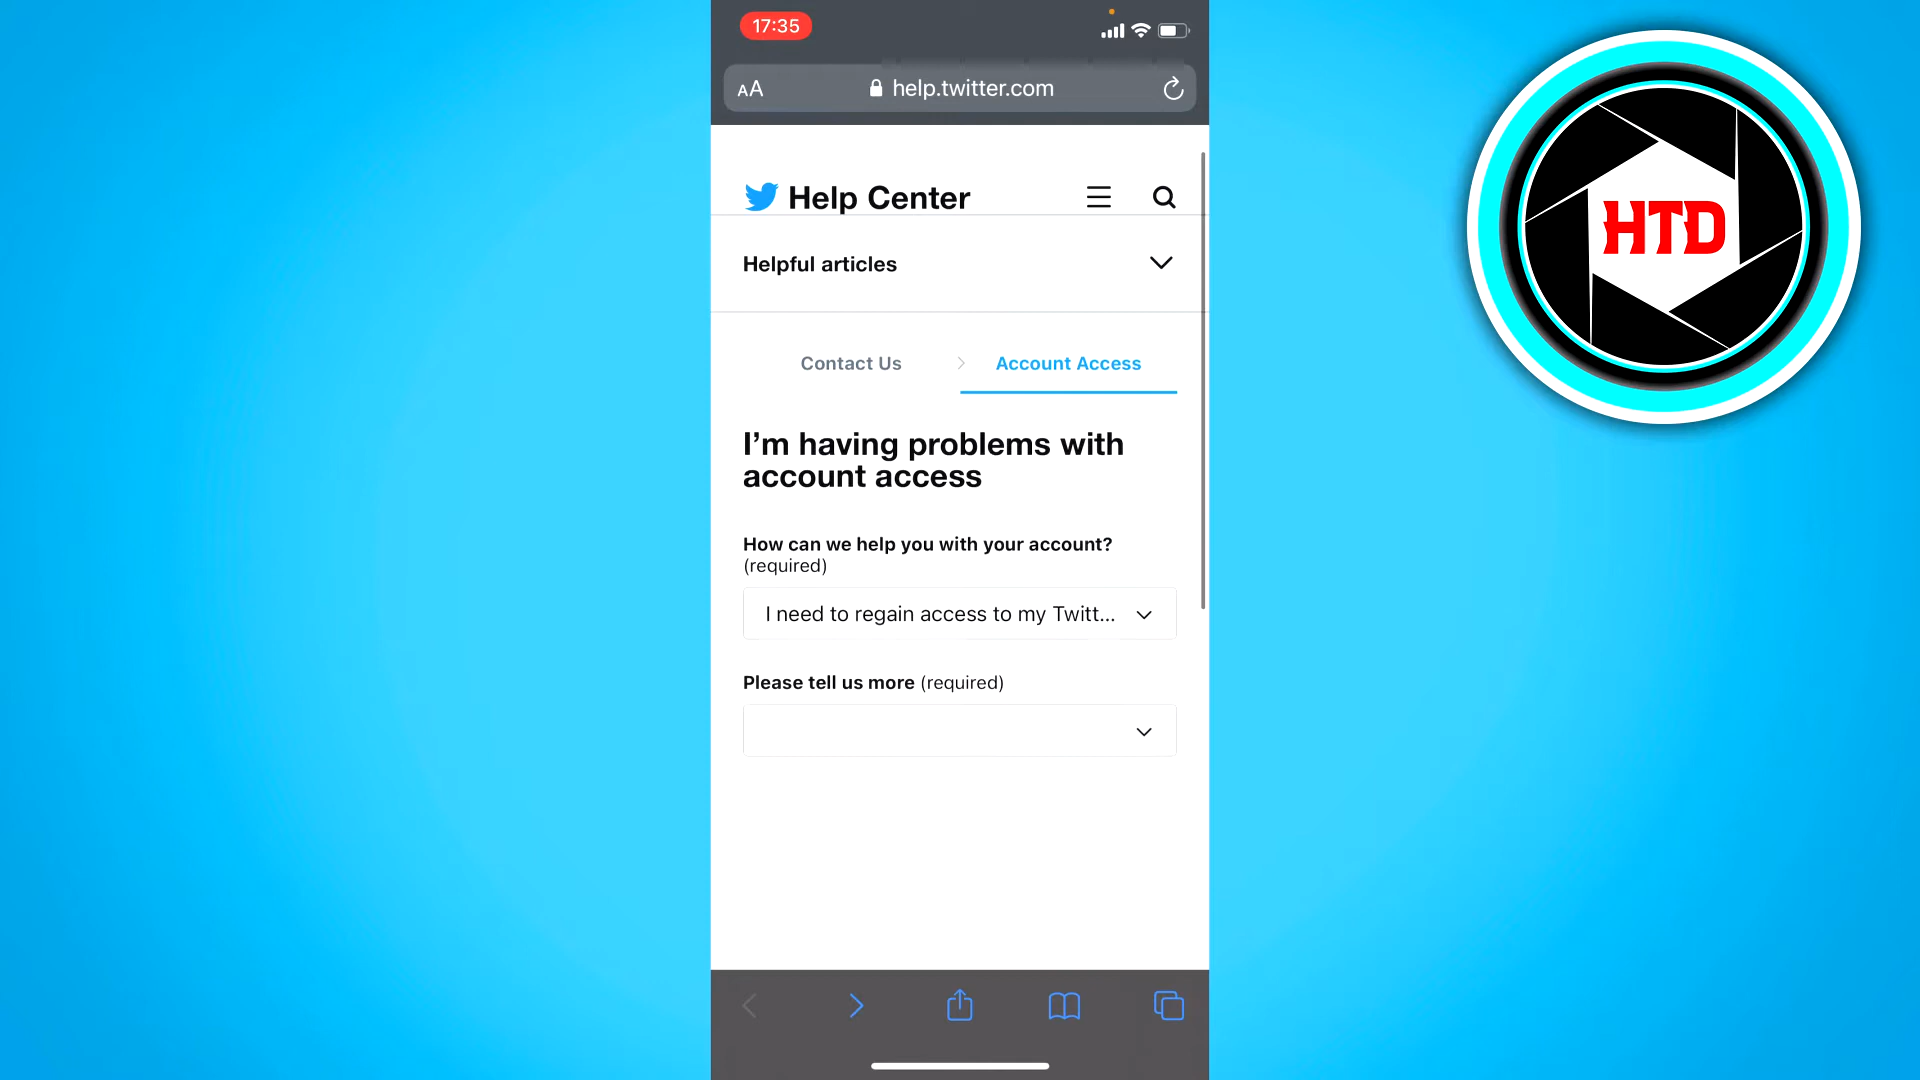 17:35
AA
help.twitter.com
Help Center
HTD
Helpful articles
Contact Us
Account Access
I'm having problems with
account access
How can we help you with your account?
(required)
I need to regain access to my Twitt...
Please tell us more (required)